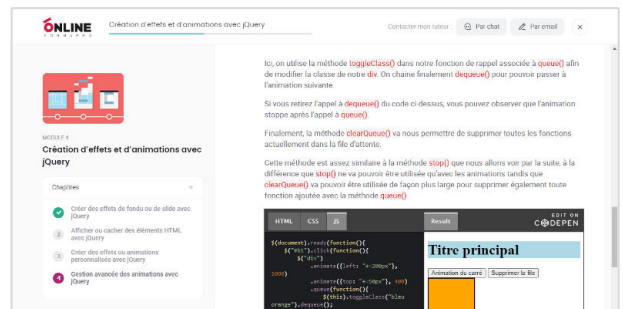 ONLINE
FORMAPRO
Création d'effets et d'animations avec jQuery
Contacter mon tuteur :
Par chat
Par email
×
MODULE 4
Création d'effets et d'animations avec
jQuery
Chapitres
Créer des effets de fondu ou de slide avec
jQuery
2
Afficher ou cacher des éléments HTML
avec jQuery
3
Créer des effets ou animations
personnalisés avec jQuery
4
Gestion avancée des animations avec
jQuery
Ici, on utilise la méthode toggleClass() dans notre fonction de rappel associée à queue() afin
de modifier la classe de notre div. On chaine finalement dequeue() pour pouvoir passer à
l'animation suivante.
Si vous retirez l'appel à dequeue() du code ci-dessus, vous pouvez observer que l'animation
stoppe après l'appel à queue().
Finalement, la méthode clearQueue() va nous permettre de supprimer toutes les fonctions
actuellement dans la file d'attente.
Cette méthode est assez similaire à la méthode stop() que nous allons voir par la suite, à la
différence que stop() ne va pouvoir être utilisée qu'avec les animations tandis que
clearQueue() va pouvoir être utilisée de façon plus large pour supprimer également toute
fonction ajoutée avec la méthode queue().
HTML CSS JS
Result
EDIT ON
CODEPEN
$(document).ready(function(){
$("#b1").click(function(){
$("div")
.animate({left: "+=200px"},
2000)
.animate({top: "+=50px"}, 400)
.queue(function(){
$(this).toggleClass("bleu
orange").dequeue();
Titre principal
Animation du carré
Supprimer la file